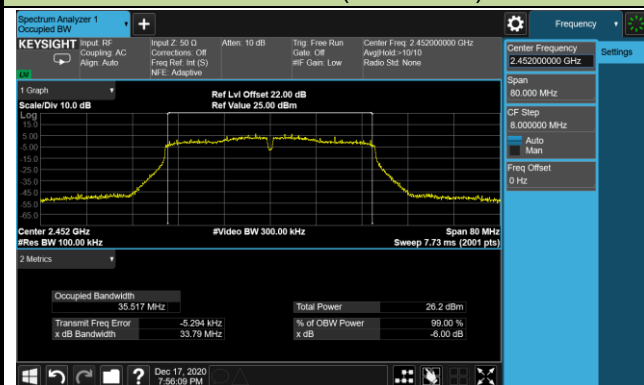 Spectrum Analyzer 1
Occupied BW
+
Frequency
KEYSIGHT
Input: RF
Coupling: AC
Align: Auto
Input Z: 50 Ω
Corrections: Off
Freq Ref: Int (S)
NFE: Adaptive
Atten: 10 dB
Trig: Free Run
Gate: Off
#IF Gain: Low
Center Freq: 2.452000000 GHz
Avg|Hold:>10/10
Radio Std: None
LM
Center Frequency
2.452000000 GHz
Settings
Span
80.000 MHz
CF Step
8.000000 MHz
Auto
Man
Freq Offset
0 Hz
1 Graph
Scale/Div 10.0 dB
Ref Lvl Offset 22.00 dB
Ref Value 25.00 dBm
Log
15.0
5.00
-5.00
-15.0
-25.0
-35.0
-45.0
-55.0
-65.0
Center 2.452 GHz
#Video BW 300.00 kHz
Span 80 MHz
#Res BW 100.00 kHz
Sweep 7.73 ms (2001 pts)
2 Metrics
Occupied Bandwidth
35.517 MHz
Total Power 26.2 dBm
Transmit Freq Error -5.294 kHz
% of OBW Power 99.00 %
x dB Bandwidth 33.79 MHz
x dB -6.00 dB
?
Dec 17, 2020
7:56:09 PM